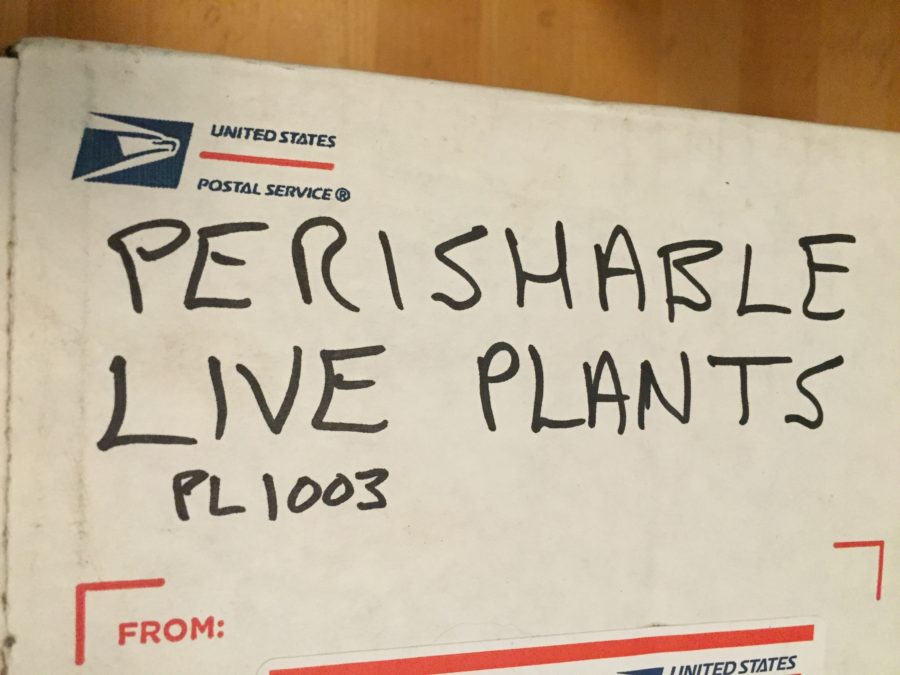 UNITED STATES
POSTAL SERVICE®
PERISHABLE
LIVE PLANTS
PL1003
FROM:
UNITED STATES